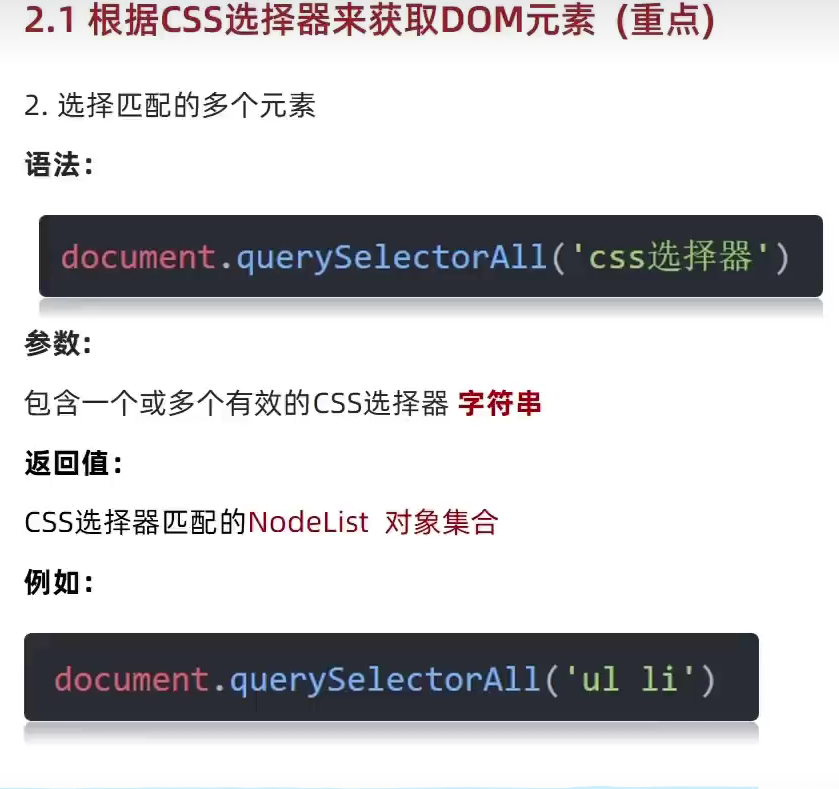 2.1 根据CSS选择器来获取DOM元素 (重点)
2. 选择匹配的多个元素
语法：
document.querySelectorAll('css选择器')
参数:
包含一个或多个有效的CSS选择器 字符串
返回值：
CSS选择器匹配的NodeList 对象集合
例如：
document.querySelectorAll('ul li')